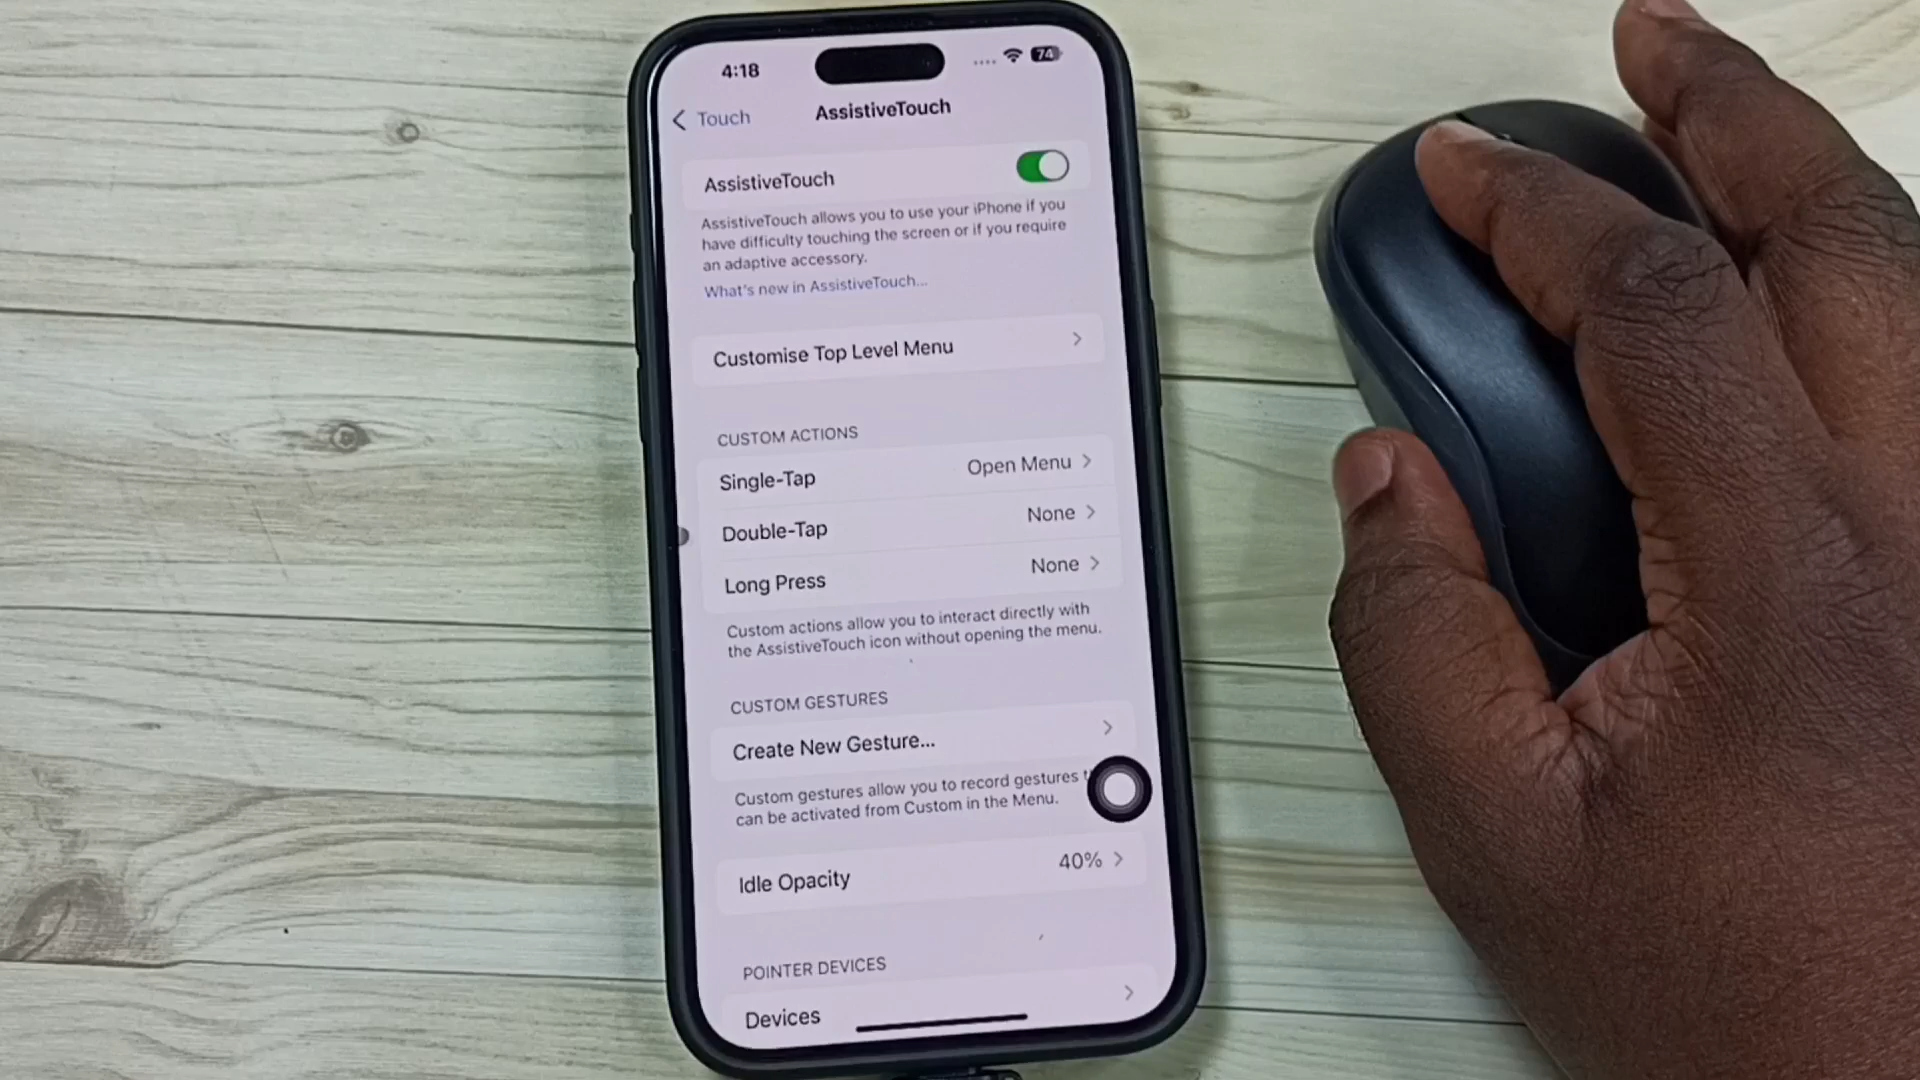 4:18
74
Touch
AssistiveTouch
AssistiveTouch
AssistiveTouch allows you to use your iPhone if you
have difficulty touching the screen or if you require
an adaptive accessory.
What's new in AssistiveTouch...
Customise Top Level Menu
CUSTOM ACTIONS
Single-Tap Open Menu
Double-Tap None
Long Press None
Custom actions allow you to interact directly with
the AssistiveTouch icon without opening the menu.
CUSTOM GESTURES
Create New Gesture...
Custom gestures allow you to record gestures
can be activated from Custom in the Menu.
Idle Opacity 40%
POINTER DEVICES
Devices